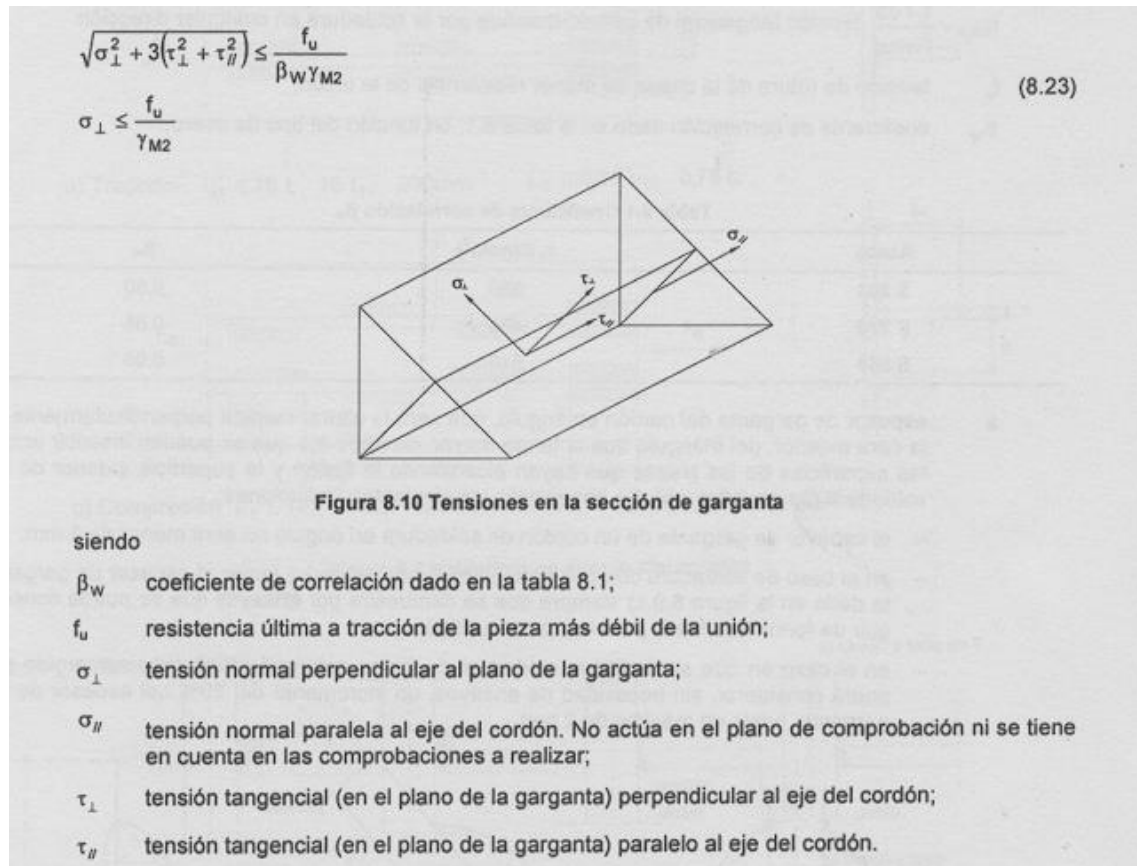 √σ⊥² + 3(τ⊥² + τ∥²) ≤ fu / βW γM2
(8.23)
σ⊥ ≤ fu / γM2
σ∥
σ⊥
τ⊥
τ∥
Figura 8.10 Tensiones en la sección de garganta
siendo
βW coeficiente de correlación dado en la tabla 8.1;
fu resistencia última a tracción de la pieza más débil de la unión;
σ⊥ tensión normal perpendicular al plano de la garganta;
σ∥ tensión normal paralela al eje del cordón. No actúa en el plano de comprobación ni se tiene
en cuenta en las comprobaciones a realizar;
τ⊥ tensión tangencial (en el plano de la garganta) perpendicular al eje del cordón;
τ∥ tensión tangencial (en el plano de la garganta) paralelo al eje del cordón.